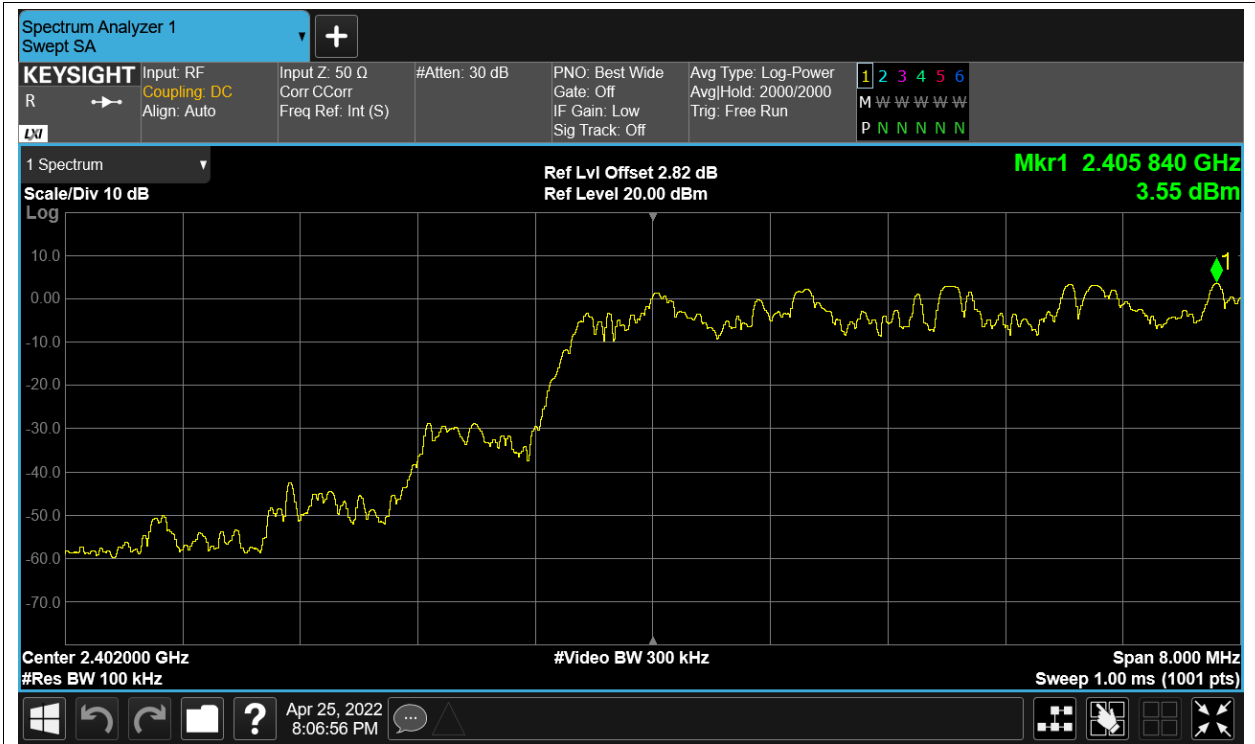 Spectrum Analyzer 1
Swept SA
+
KEYSIGHT
R
LXI
Input: RF
Coupling: DC
Align: Auto
Input Z: 50 Ω
Corr CCorr
Freq Ref: Int (S)
#Atten: 30 dB
PNO: Best Wide
Gate: Off
IF Gain: Low
Sig Track: Off
Avg Type: Log-Power
Avg|Hold: 2000/2000
Trig: Free Run
1 2 3 4 5 6
M W W W W W
P N N N N N
1 Spectrum
Scale/Div 10 dB
Log
Ref Lvl Offset 2.82 dB
Ref Level 20.00 dBm
Mkr1 2.405 840 GHz
3.55 dBm
1
10.0
0.00
-10.0
-20.0
-30.0
-40.0
-50.0
-60.0
-70.0
Center 2.402000 GHz
#Res BW 100 kHz
#Video BW 300 kHz
Span 8.000 MHz
Sweep 1.00 ms (1001 pts)
?
Apr 25, 2022
8:06:56 PM